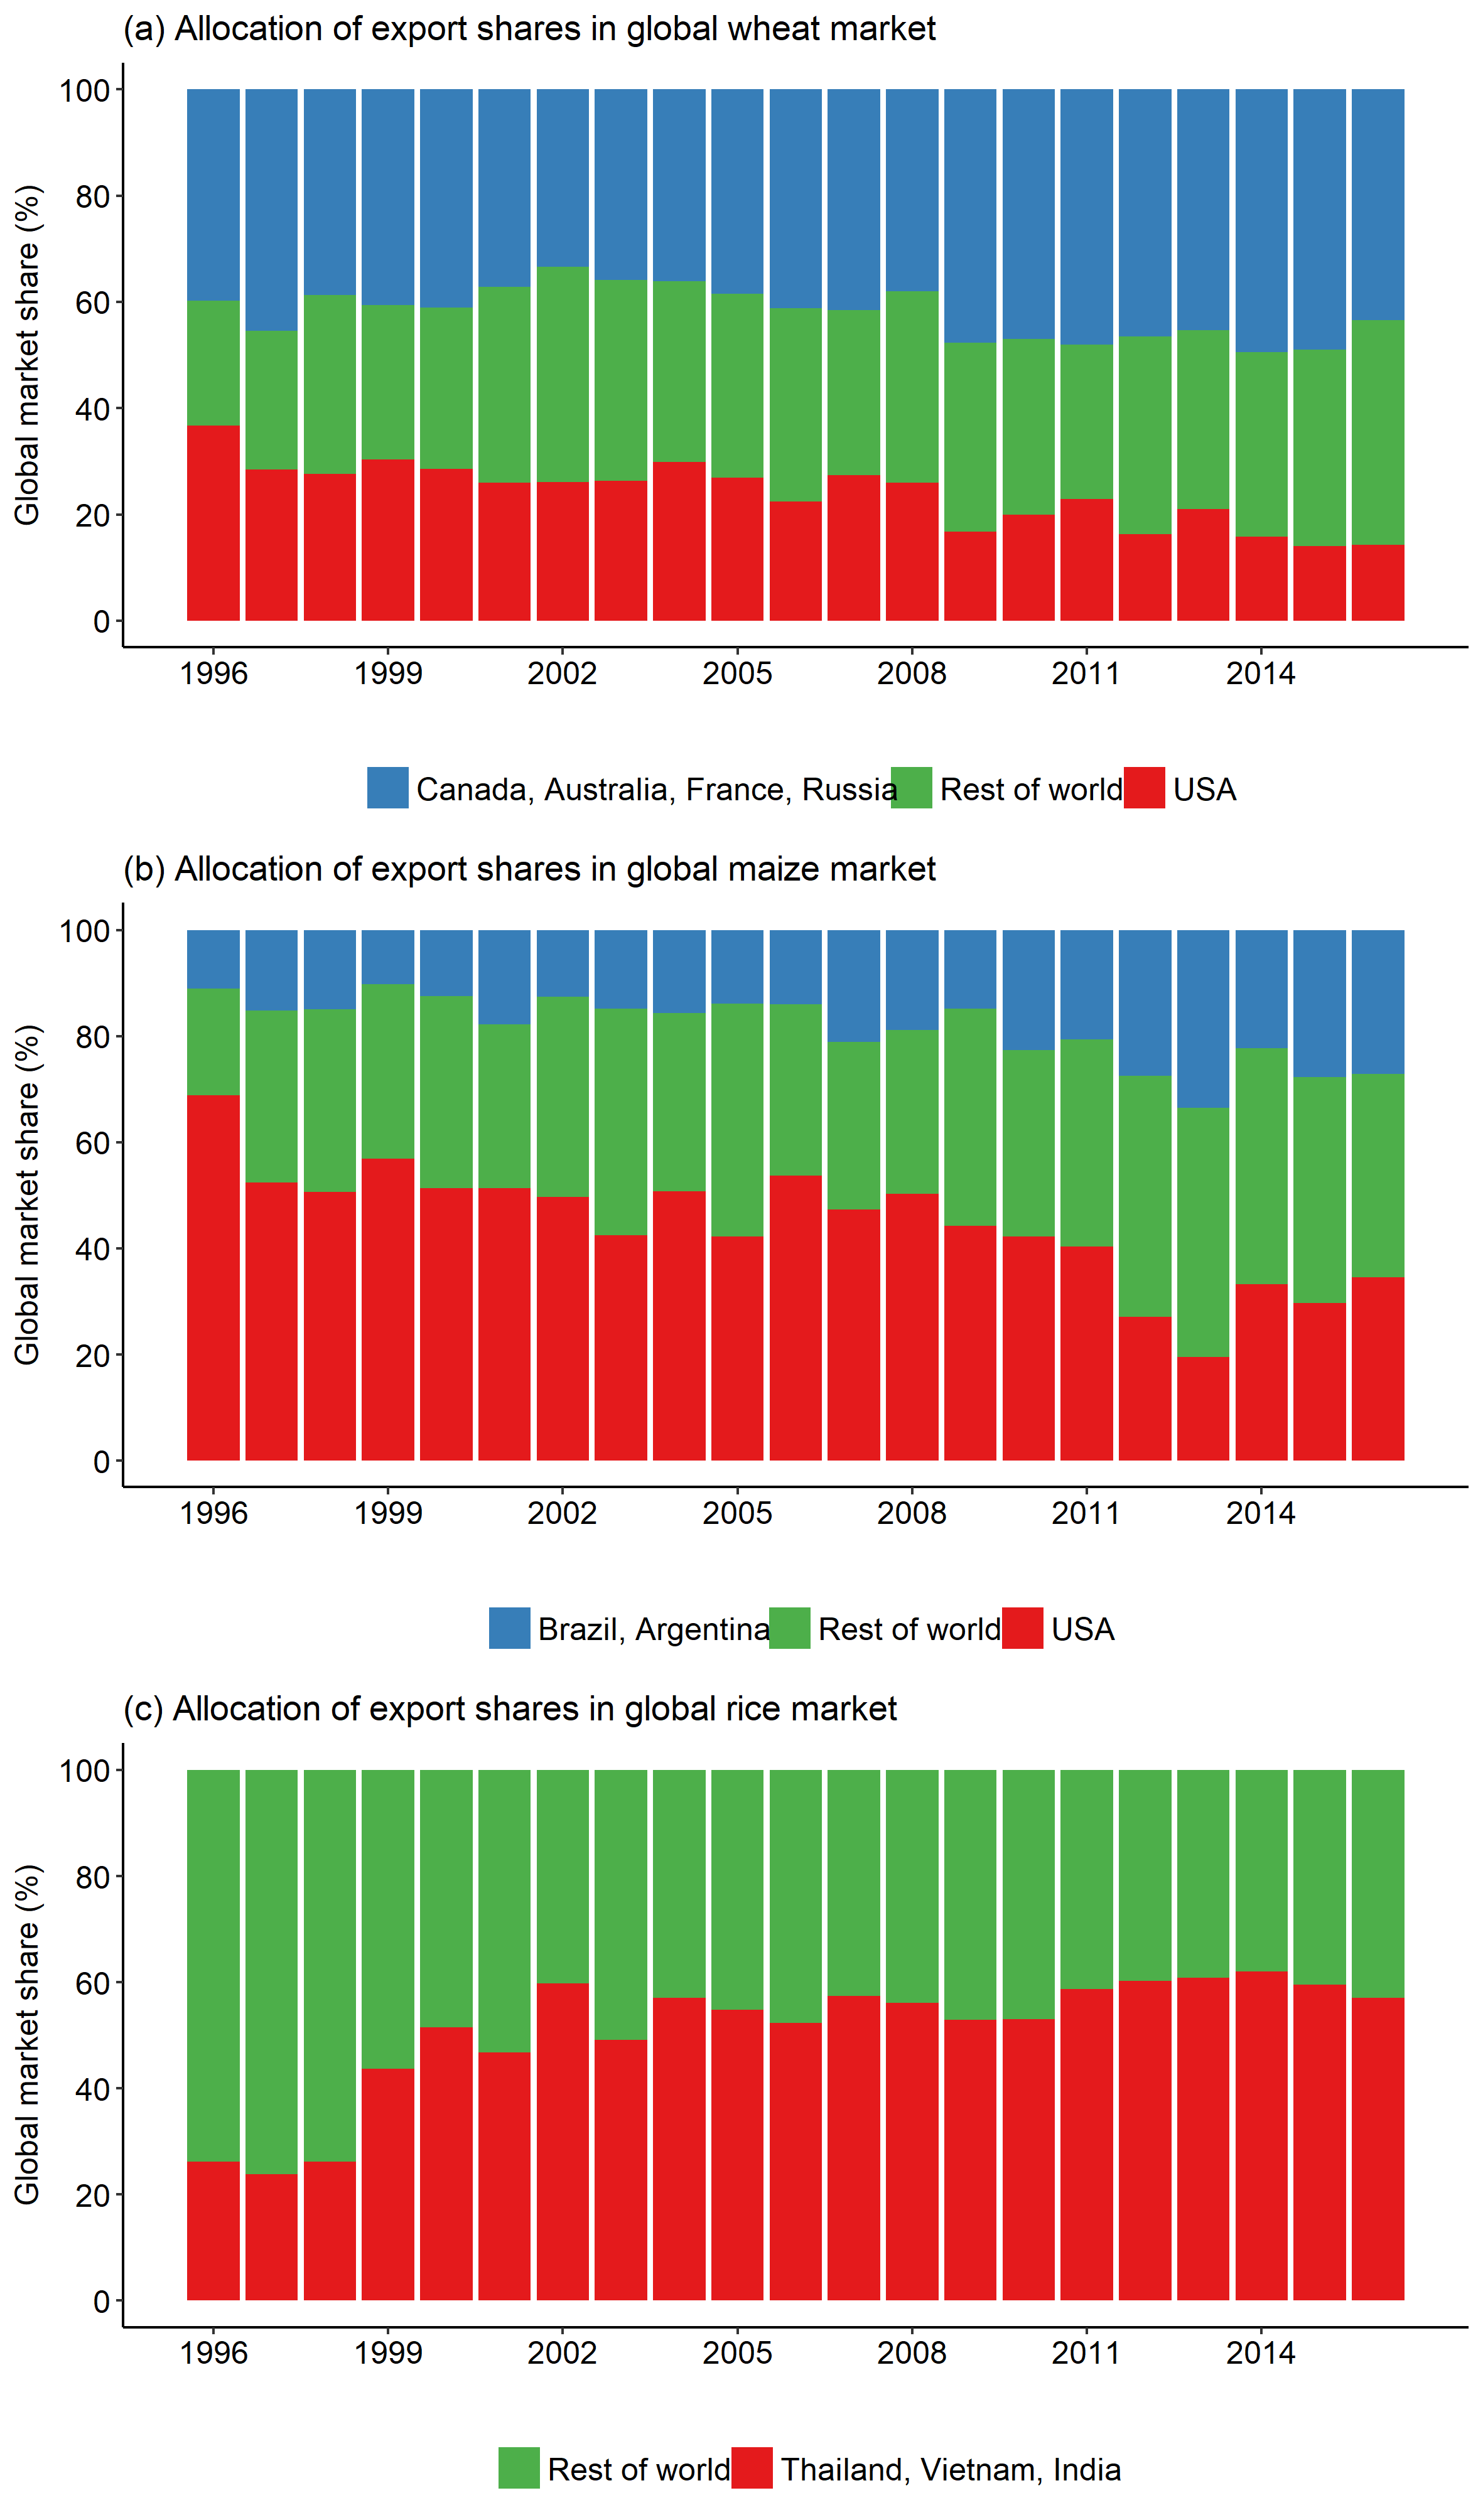 (a) Allocation of export shares in global wheat market
Global market share (%)
100
80
60
40
20
0
1996 1999 2002 2005 2008 2011 2014
Canada, Australia, France, Russia Rest of world USA
(b) Allocation of export shares in global maize market
Global market share (%)
100
80
60
40
20
0
1996 1999 2002 2005 2008 2011 2014
Brazil, Argentina Rest of world USA
(c) Allocation of export shares in global rice market
Global market share (%)
100
80
60
40
20
0
1996 1999 2002 2005 2008 2011 2014
Rest of world Thailand, Vietnam, India